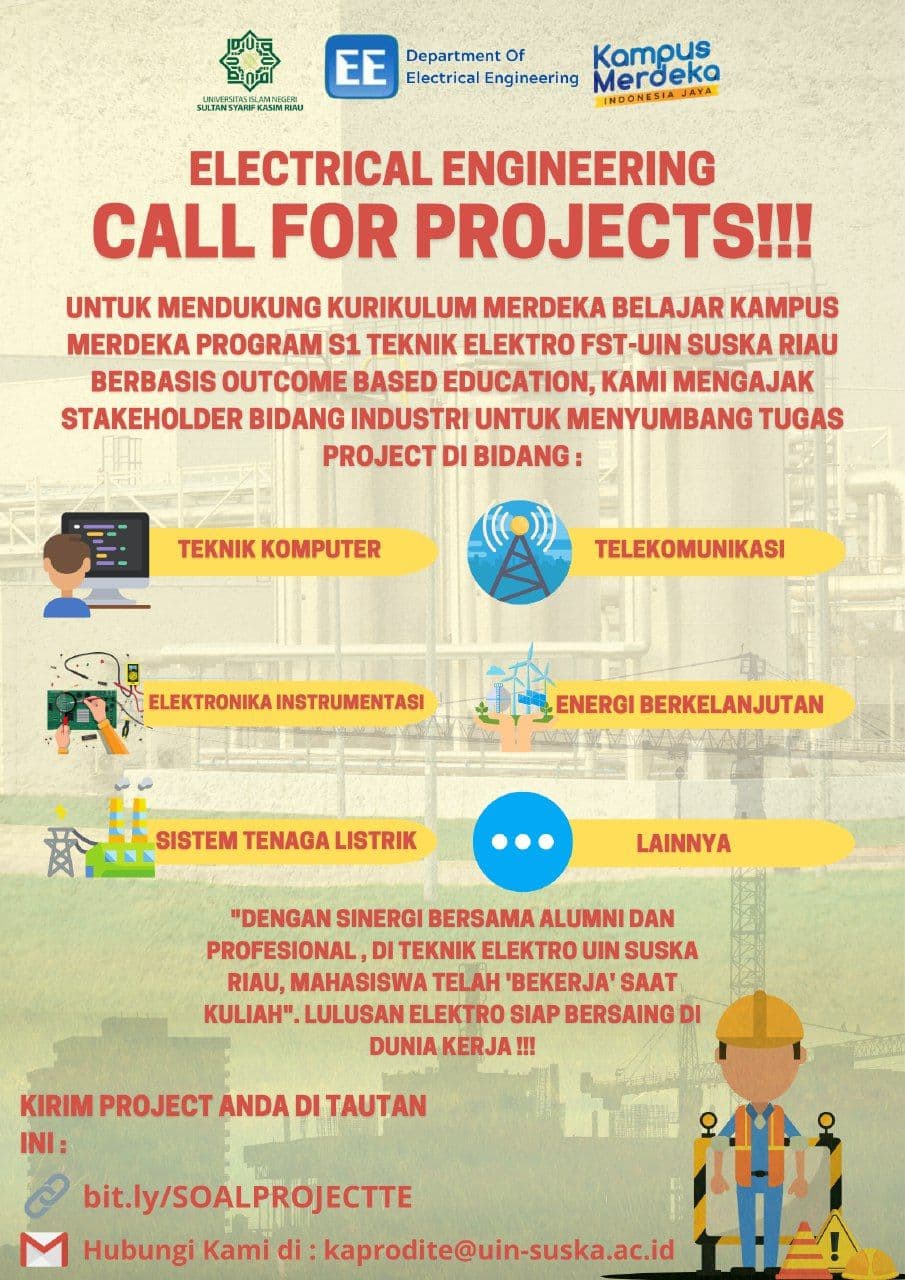 UNIVERSITAS ISLAM NEGERI
SULTAN SYARIF KASIM RIAU
EE
Department Of
Electrical Engineering
Kampus
Merdeka
INDONESIA JAYA
ELECTRICAL ENGINEERING
CALL FOR PROJECTS!!!
UNTUK MENDUKUNG KURIKULUM MERDEKA BELAJAR KAMPUS
MERDEKA PROGRAM S1 TEKNIK ELEKTRO FST-UIN SUSKA RIAU
BERBASIS OUTCOME BASED EDUCATION, KAMI MENGAJAK
STAKEHOLDER BIDANG INDUSTRI UNTUK MENYUMBANG TUGAS
PROJECT DI BIDANG :
TEKNIK KOMPUTER
TELEKOMUNIKASI
ELEKTRONIKA INSTRUMENTASI
ENERGI BERKELANJUTAN
SISTEM TENAGA LISTRIK
LAINNYA
"DENGAN SINERGI BERSAMA ALUMNI DAN
PROFESIONAL , DI TEKNIK ELEKTRO UIN SUSKA
RIAU, MAHASISWA TELAH 'BEKERJA' SAAT
KULIAH". LULUSAN ELEKTRO SIAP BERSAING DI
DUNIA KERJA !!!
KIRIM PROJECT ANDA DI TAUTAN
INI :
bit.ly/SOALPROJECTTE
Hubungi Kami di : kaprodite@uin-suska.ac.id